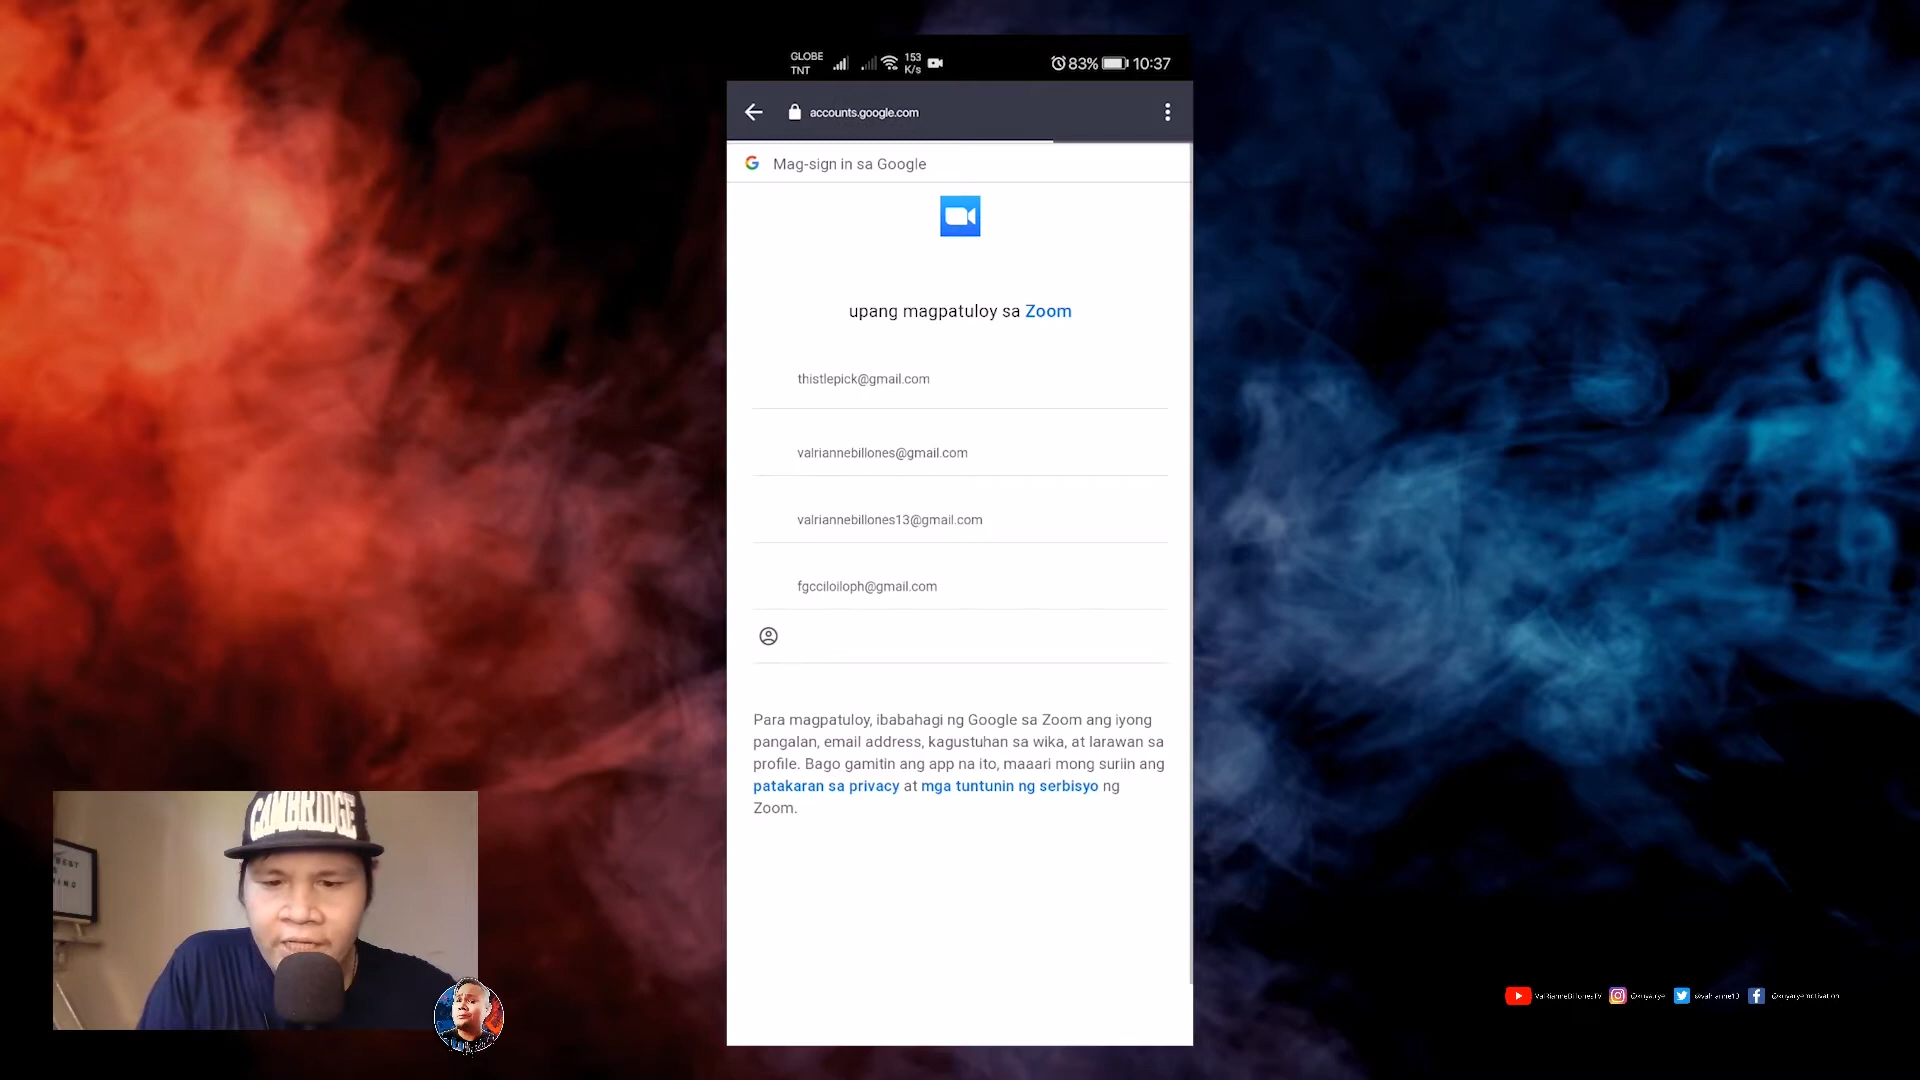 GLOBE
TNT
153
K/s
83%
10:37
accounts.google.com
Mag-sign in sa Google
upang magpatuloy sa Zoom
thistlepick@gmail.com
valriannebillones@gmail.com
valriannebillones13@gmail.com
fgcciloiloph@gmail.com
Para magpatuloy, ibabahagi ng Google sa Zoom ang iyong
pangalan, email address, kagustuhan sa wika, at larawan sa
profile. Bago gamitin ang app na ito, maaari mong suriin ang
patakaran sa privacy at mga tuntunin ng serbisyo ng
Zoom.
CAMBRIDGE
BEST
ValRianneBillonesTV